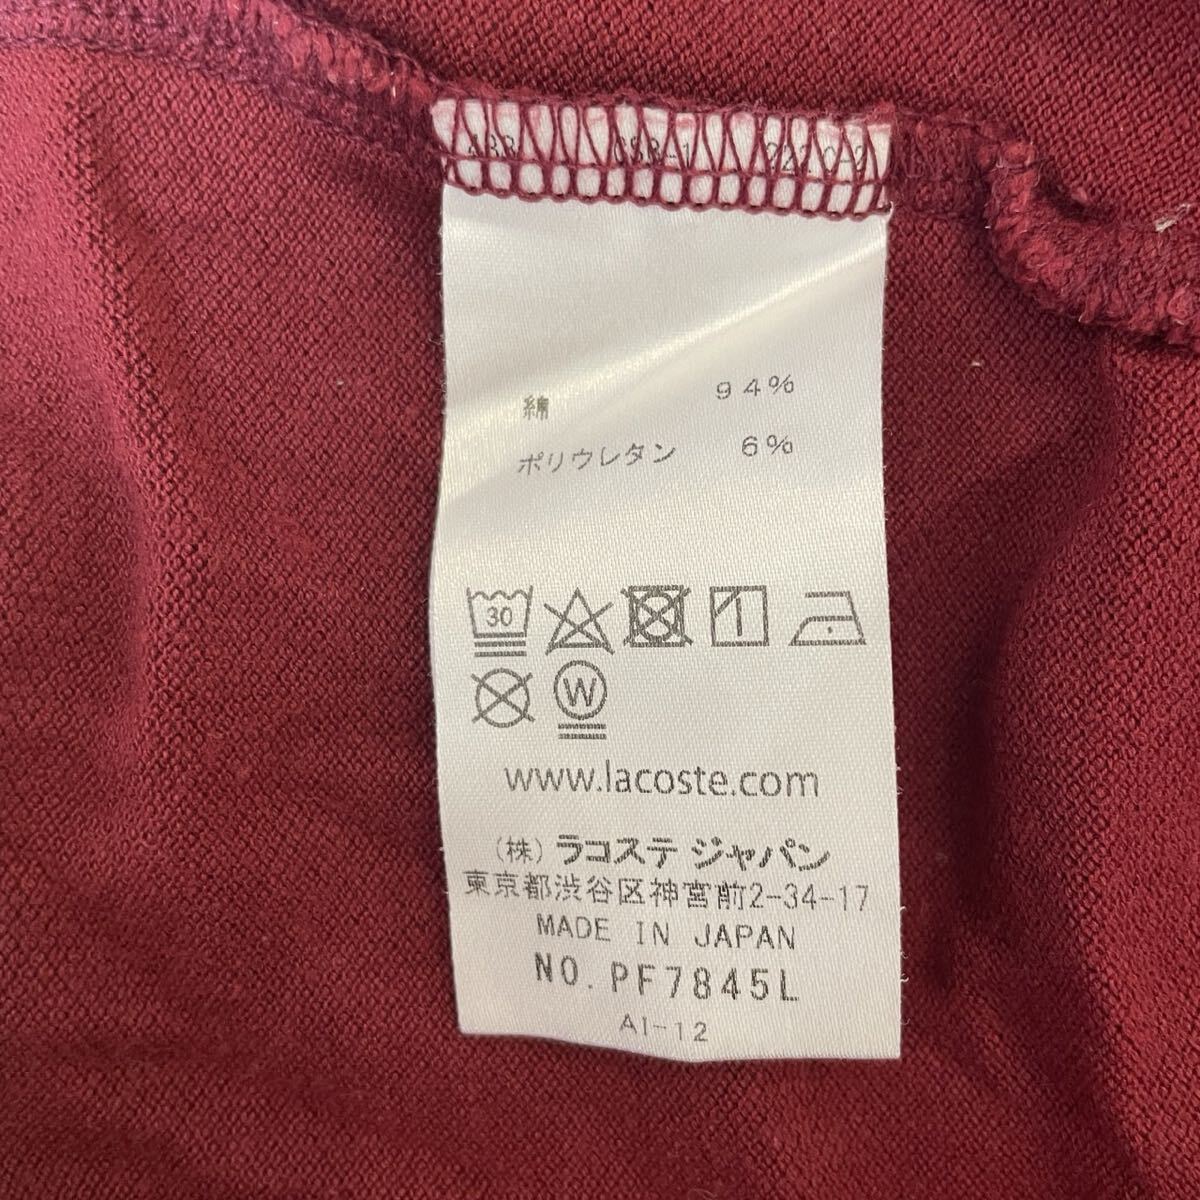 綿 94%
ポリウレタン 6%
30
W
www.lacoste.com
(株) ラコステ ジャパン
東京都渋谷区神宮前2-34-17
MADE IN JAPAN
NO. PF7845L
AI-12